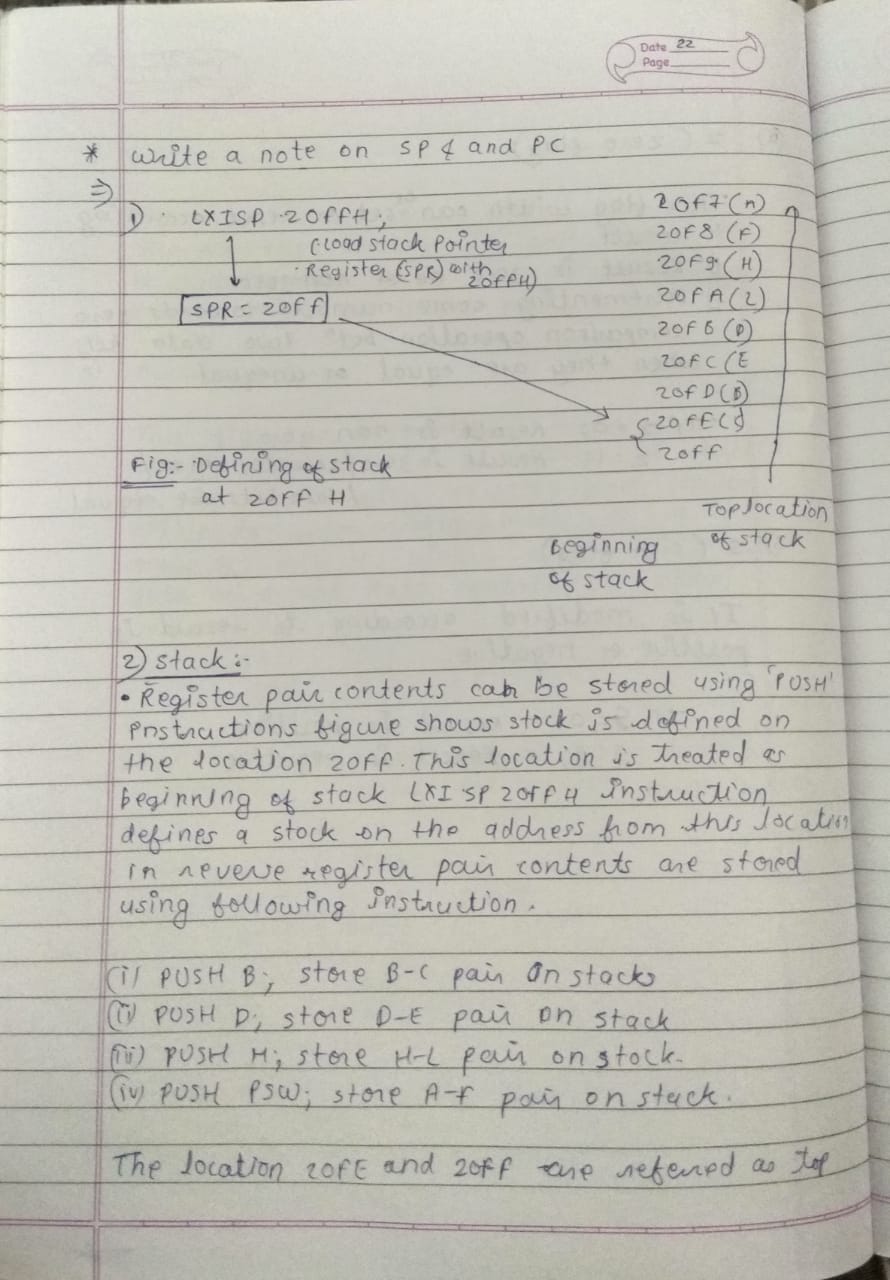 Date 22
Page
* Write a note on SP & and PC
⇒
1) LXISP 20FFH;
(Load stack Pointer
Register (SPR) with
20FFH)
SPR = 20FF
20F7(A)
20F8 (F)
20F9 (H)
20FA (L)
20FB (D)
20FC (E
20FD (B)
20FE (
20FF
Fig:- Defining of stack
at 20FF H
Top location
of stack
Beginning
of stack
2) Stack :-
• Register pair contents can be stored using 'PUSH'
instructions figure shows stock is defined on
the location 20FF. This location is treated as
beginning of stack LXI SP 20FF H instruction
defines a stock on the address from this location
in reverse register pair contents are stored
using following instruction.
(i) PUSH B; store B-C pair on stack
(ii) PUSH D; store D-E pair on stack
(iii) PUSH H; store H-L pair on stock.
(iv) PUSH PSW; store A-F pair on stack.
The location 20FE and 20FF are referred as top